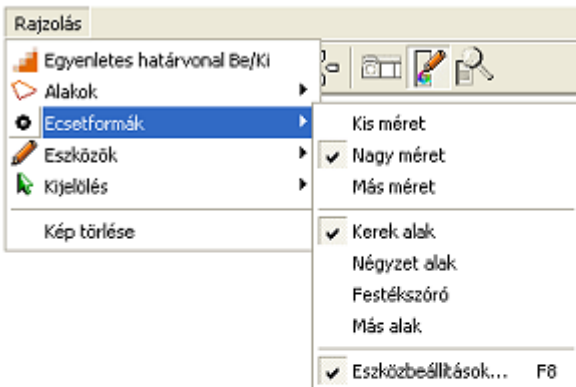 Rajzolás
Egyenletes határvonal Be/Ki
Alakok
Ecsetformák
Eszközök
Kijelölés
Kép törlése
Kis méret
Nagy méret
Más méret
Kerek alak
Négyzet alak
Festékszóró
Más alak
Eszközbeállítások... F8